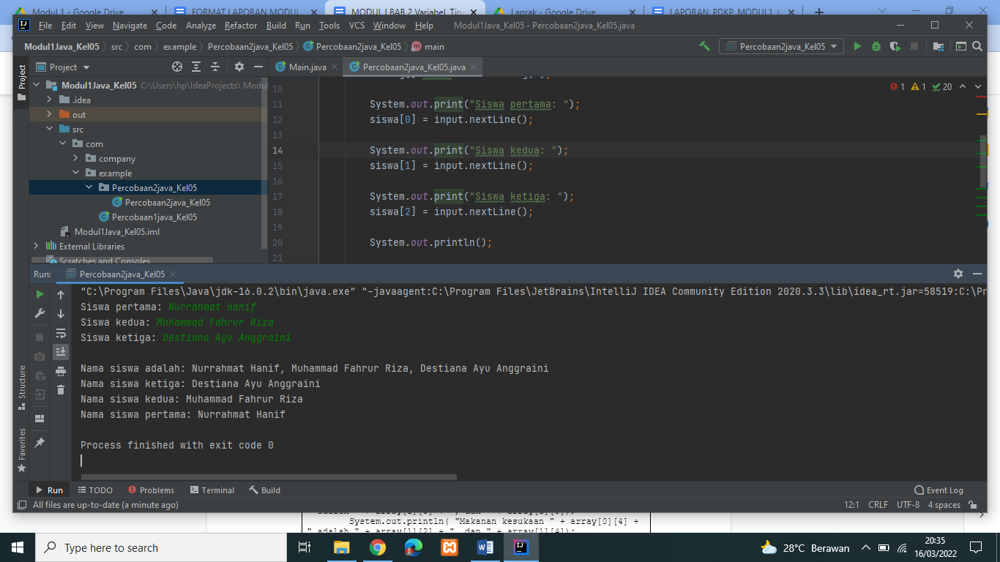 Modul 1 - Google Drive
FORMAT LAPORAN MODUL
MODUL I BAB 2 Variabel, Tip
Laprak - Google Drive
LAPORAN_PDKP_MODUL1_K
File Edit View Navigate Code Analyze Refactor Build Run Tools VCS Window Help Modul1Java_Kel05 - Percobaan2java_Kel05.java
Modul1Java_Kel05 src com example Percobaan2java_Kel05 Percobaan2java_Kel05 main
Percobaan2java_Kel05
Project
Project
Main.java
Percobaan2java_Kel05.java
Modul1Java_Kel05 C:\Users\hp\IdeaProjects\ Modul
.idea
out
src
com
company
example
Percobaan2java_Kel05
Percobaan2java_Kel05
Percobaan1java_Kel05
Modul1Java_Kel05.iml
External Libraries
Scratches and Consoles
1 1 20
10
11 System.out.print("Siswa pertama: ");
12 siswa[0] = input.nextLine();
13
14 System.out.print("Siswa kedua: ");
15 siswa[1] = input.nextLine();
16
17 System.out.print("Siswa ketiga: ");
18 siswa[2] = input.nextLine();
19
20 System.out.println();
21
Run: Percobaan2java_Kel05
"C:\Program Files\Java\jdk-16.0.2\bin\java.exe" "-javaagent:C:\Program Files\JetBrains\IntelliJ IDEA Community Edition 2020.3.3\lib\idea_rt.jar=58519:C:\Pr
Siswa pertama: Nurrahmat Hanif
Siswa kedua: Muhammad Fahrur Riza
Siswa ketiga: Destiana Ayu Anggraini
Nama siswa adalah: Nurrahmat Hanif, Muhammad Fahrur Riza, Destiana Ayu Anggraini
Nama siswa ketiga: Destiana Ayu Anggraini
Nama siswa kedua: Muhammad Fahrur Riza
Nama siswa pertama: Nurrahmat Hanif
Process finished with exit code 0
Structure
Favorites
Run TODO Problems Terminal Build Event Log
All files are up-to-date (a minute ago) 12:1 CRLF UTF-8 4 spaces
System.out.println( "Makanan kesukaan " + array[0][4] +
" adalah " + array[1][2] + ", dan " + array[1][4]);
Type here to search
28°C Berawan
20:35
16/03/2022